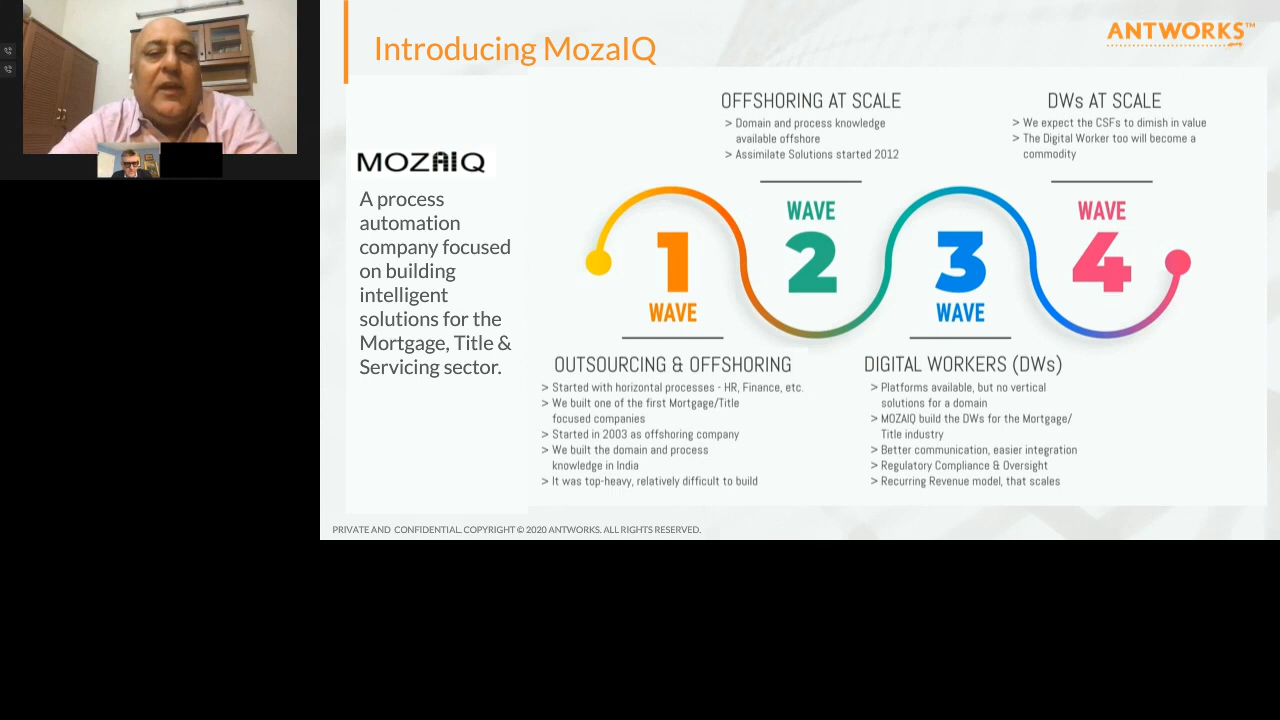 Introducing MozaIQ
ANTWORKS™
MOZAIQ
A process
automation
company focused
on building
intelligent
solutions for the
Mortgage, Title &
Servicing sector.
OFFSHORING AT SCALE
> Domain and process knowledge
available offshore
> Assimilate Solutions started 2012
DWs AT SCALE
> We expect the CSFs to dimish in value
> The Digital Worker too will become a
commodity
1
WAVE
WAVE
2
3
WAVE
WAVE
4
OUTSOURCING & OFFSHORING
> Started with horizontal processes - HR, Finance, etc.
> We built one of the first Mortgage/Title
focused companies
> Started in 2003 as offshoring company
> We built the domain and process
knowledge in India
> It was top-heavy, relatively difficult to build
DIGITAL WORKERS (DWs)
> Platforms available, but no vertical
solutions for a domain
> MOZAIQ build the DWs for the Mortgage/
Title industry
> Better communication, easier integration
> Regulatory Compliance & Oversight
> Recurring Revenue model, that scales
PRIVATE AND CONFIDENTIAL. COPYRIGHT © 2020 ANTWORKS. ALL RIGHTS RESERVED.